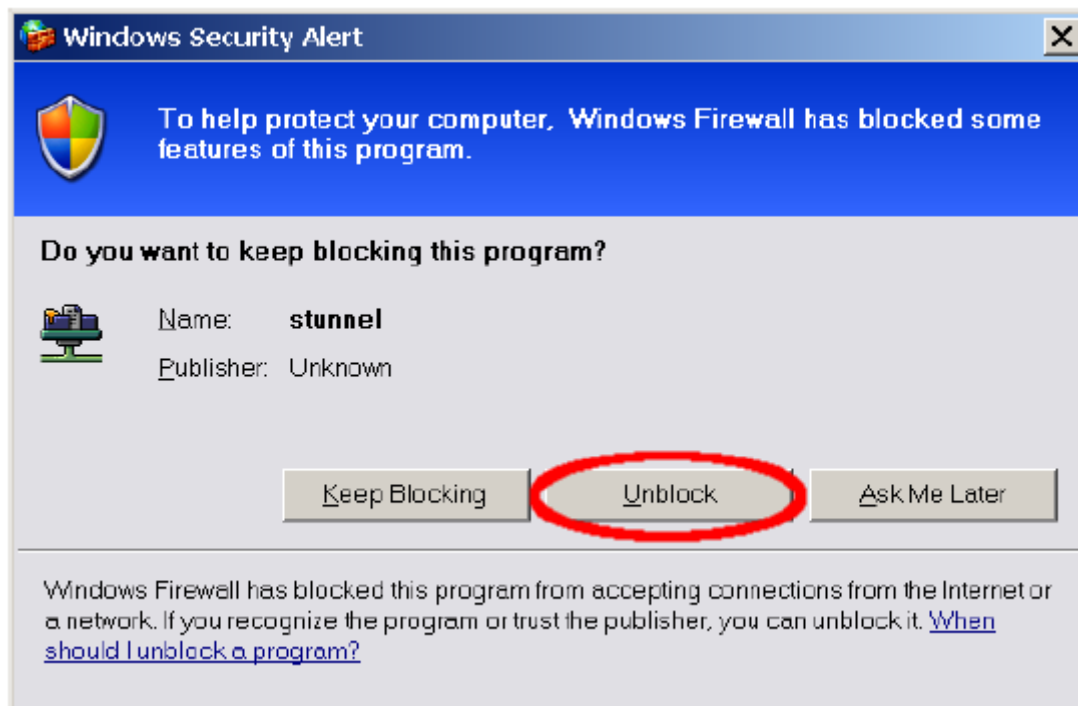 Windows Security Alert
To help protect your computer, Windows Firewall has blocked some
features of this program.
Do you want to keep blocking this program?
Name: stunnel
Publisher: Unknown
Keep Blocking Unblock Ask Me Later
Windows Firewall has blocked this program from accepting connections from the Internet or
a network. If you recognize the program or trust the publisher, you can unblock it. When
should I unblock a program?